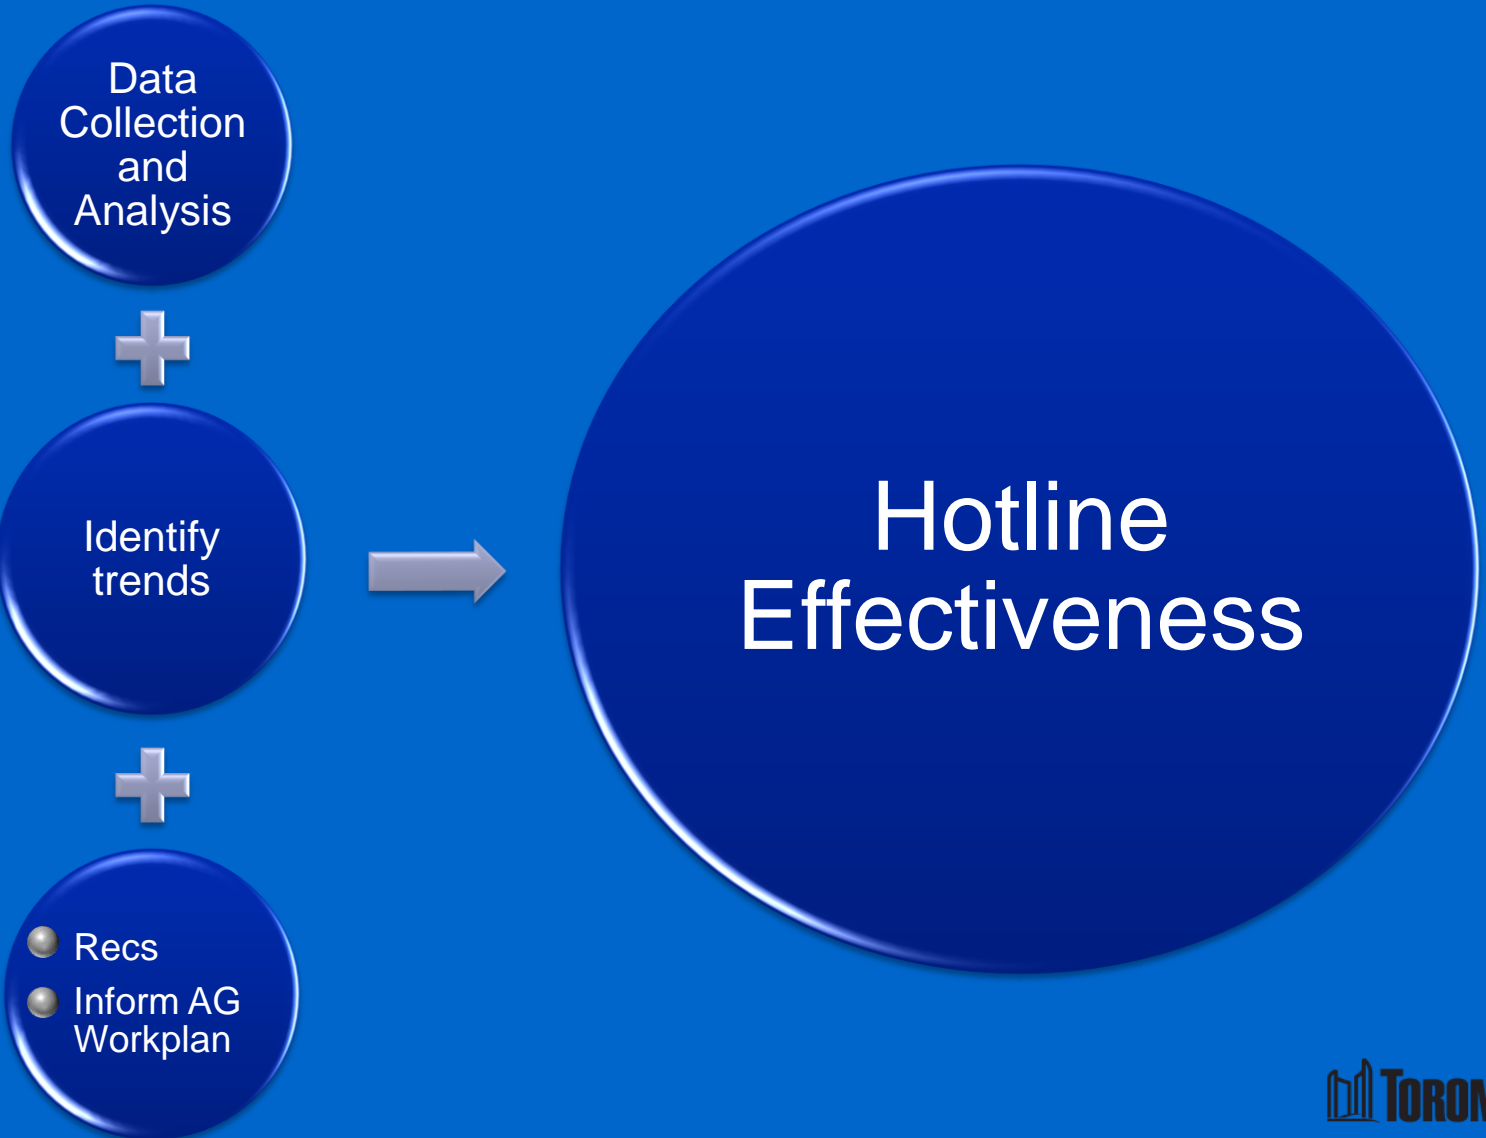 Data
Collection
and
Analysis
Identify
trends
Recs
Inform AG
Workplan
Hotline
Effectiveness